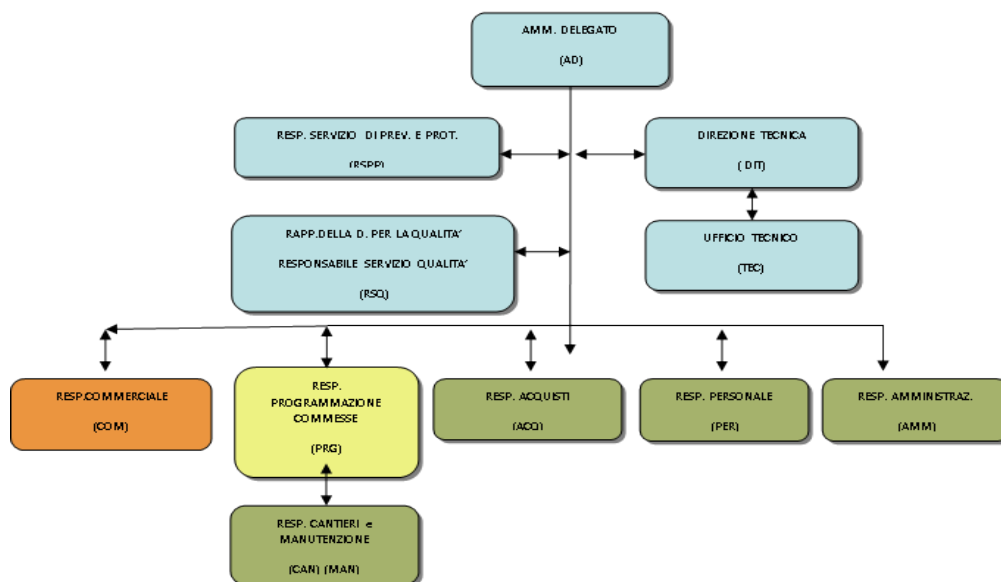 AMM. DELEGATO
(AD)
RESP. SERVIZIO DI PREV. E PROT.
(RSPP)
DIREZIONE TECNICA
( DIT)
RAPP.DELLA D. PER LA QUALITA’
RESPONSABILE SERVIZIO QUALITA’
(RSQ)
UFFICIO TECNICO
(TEC)
RESP.COMMERCIALE
(COM)
RESP.
PROGRAMMAZIONE
COMMESSE
(PRG)
RESP. ACQUISTI
(ACQ)
RESP. PERSONALE
(PER)
RESP. AMMINISTRAZ.
(AMM)
RESP. CANTIERI e
MANUTENZIONE
(CAN) (MAN)